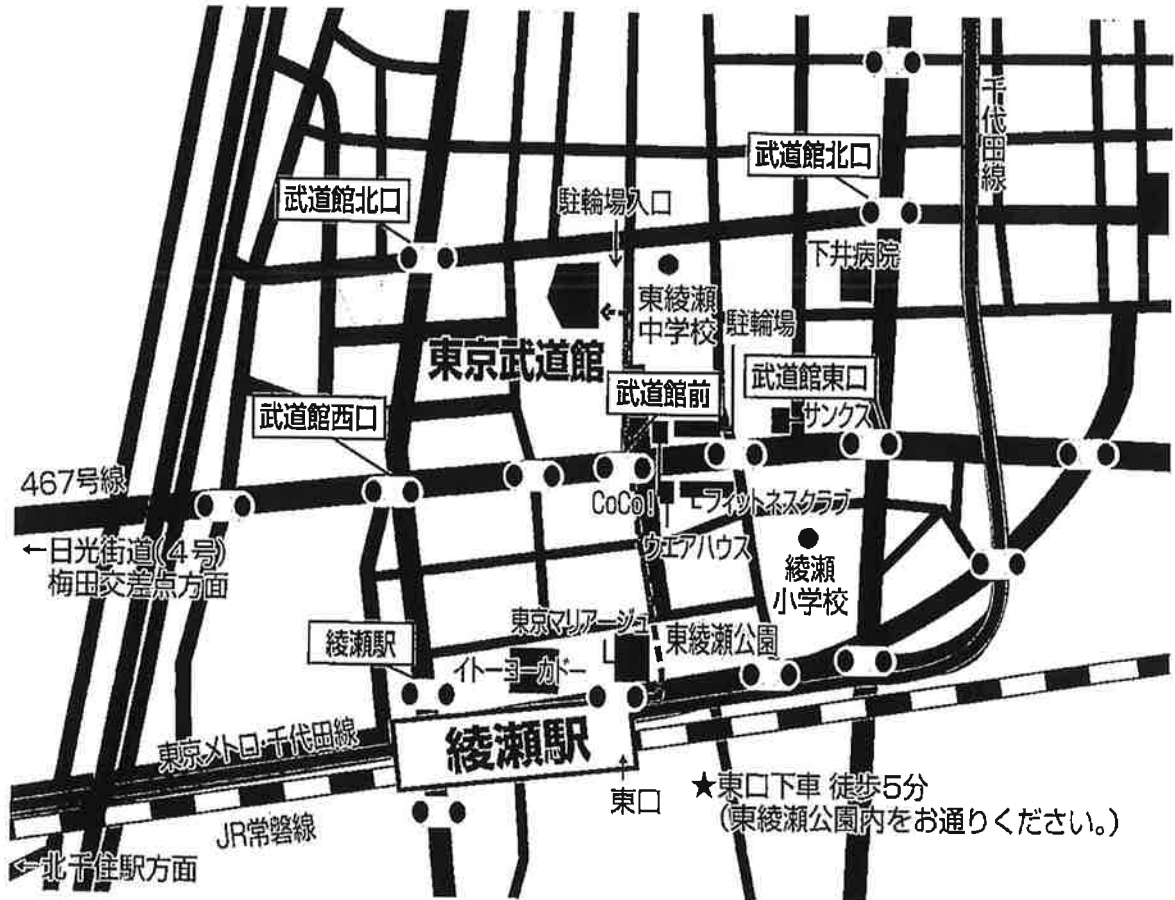 千代田線
武道館北口
武道館北口
駐輪場入口
下井病院
東綾瀬
中学校
駐輪場
東京武道館
武道館前
武道館東口
サンクス
武道館西口
467号線
CoCo!
フィットネスクラブ
ウエアハウス
←日光街道(4号)
梅田交差点方面
綾瀬
小学校
東京マリアージュ
東綾瀬公園
綾瀬駅
イトーヨーカドー
東京メトロ・千代田線
綾瀬駅
東口
★東口下車 徒歩5分
(東綾瀬公園内をお通りください。)
JR常磐線
←北千住駅方面